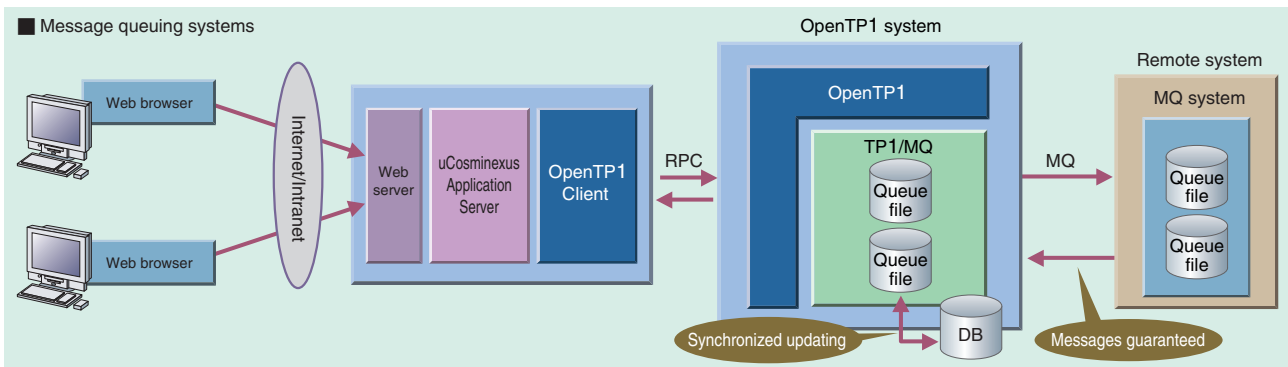 ■ Message queuing systems
Web browser
Web browser
Internet/Intranet
Web
server
uCosminexus
Application
Server
OpenTP1
Client
RPC
OpenTP1 system
OpenTP1
TP1/MQ
Queue
file
Queue
file
Synchronized updating
DB
MQ
Remote system
MQ system
Queue
file
Queue
file
Messages guaranteed